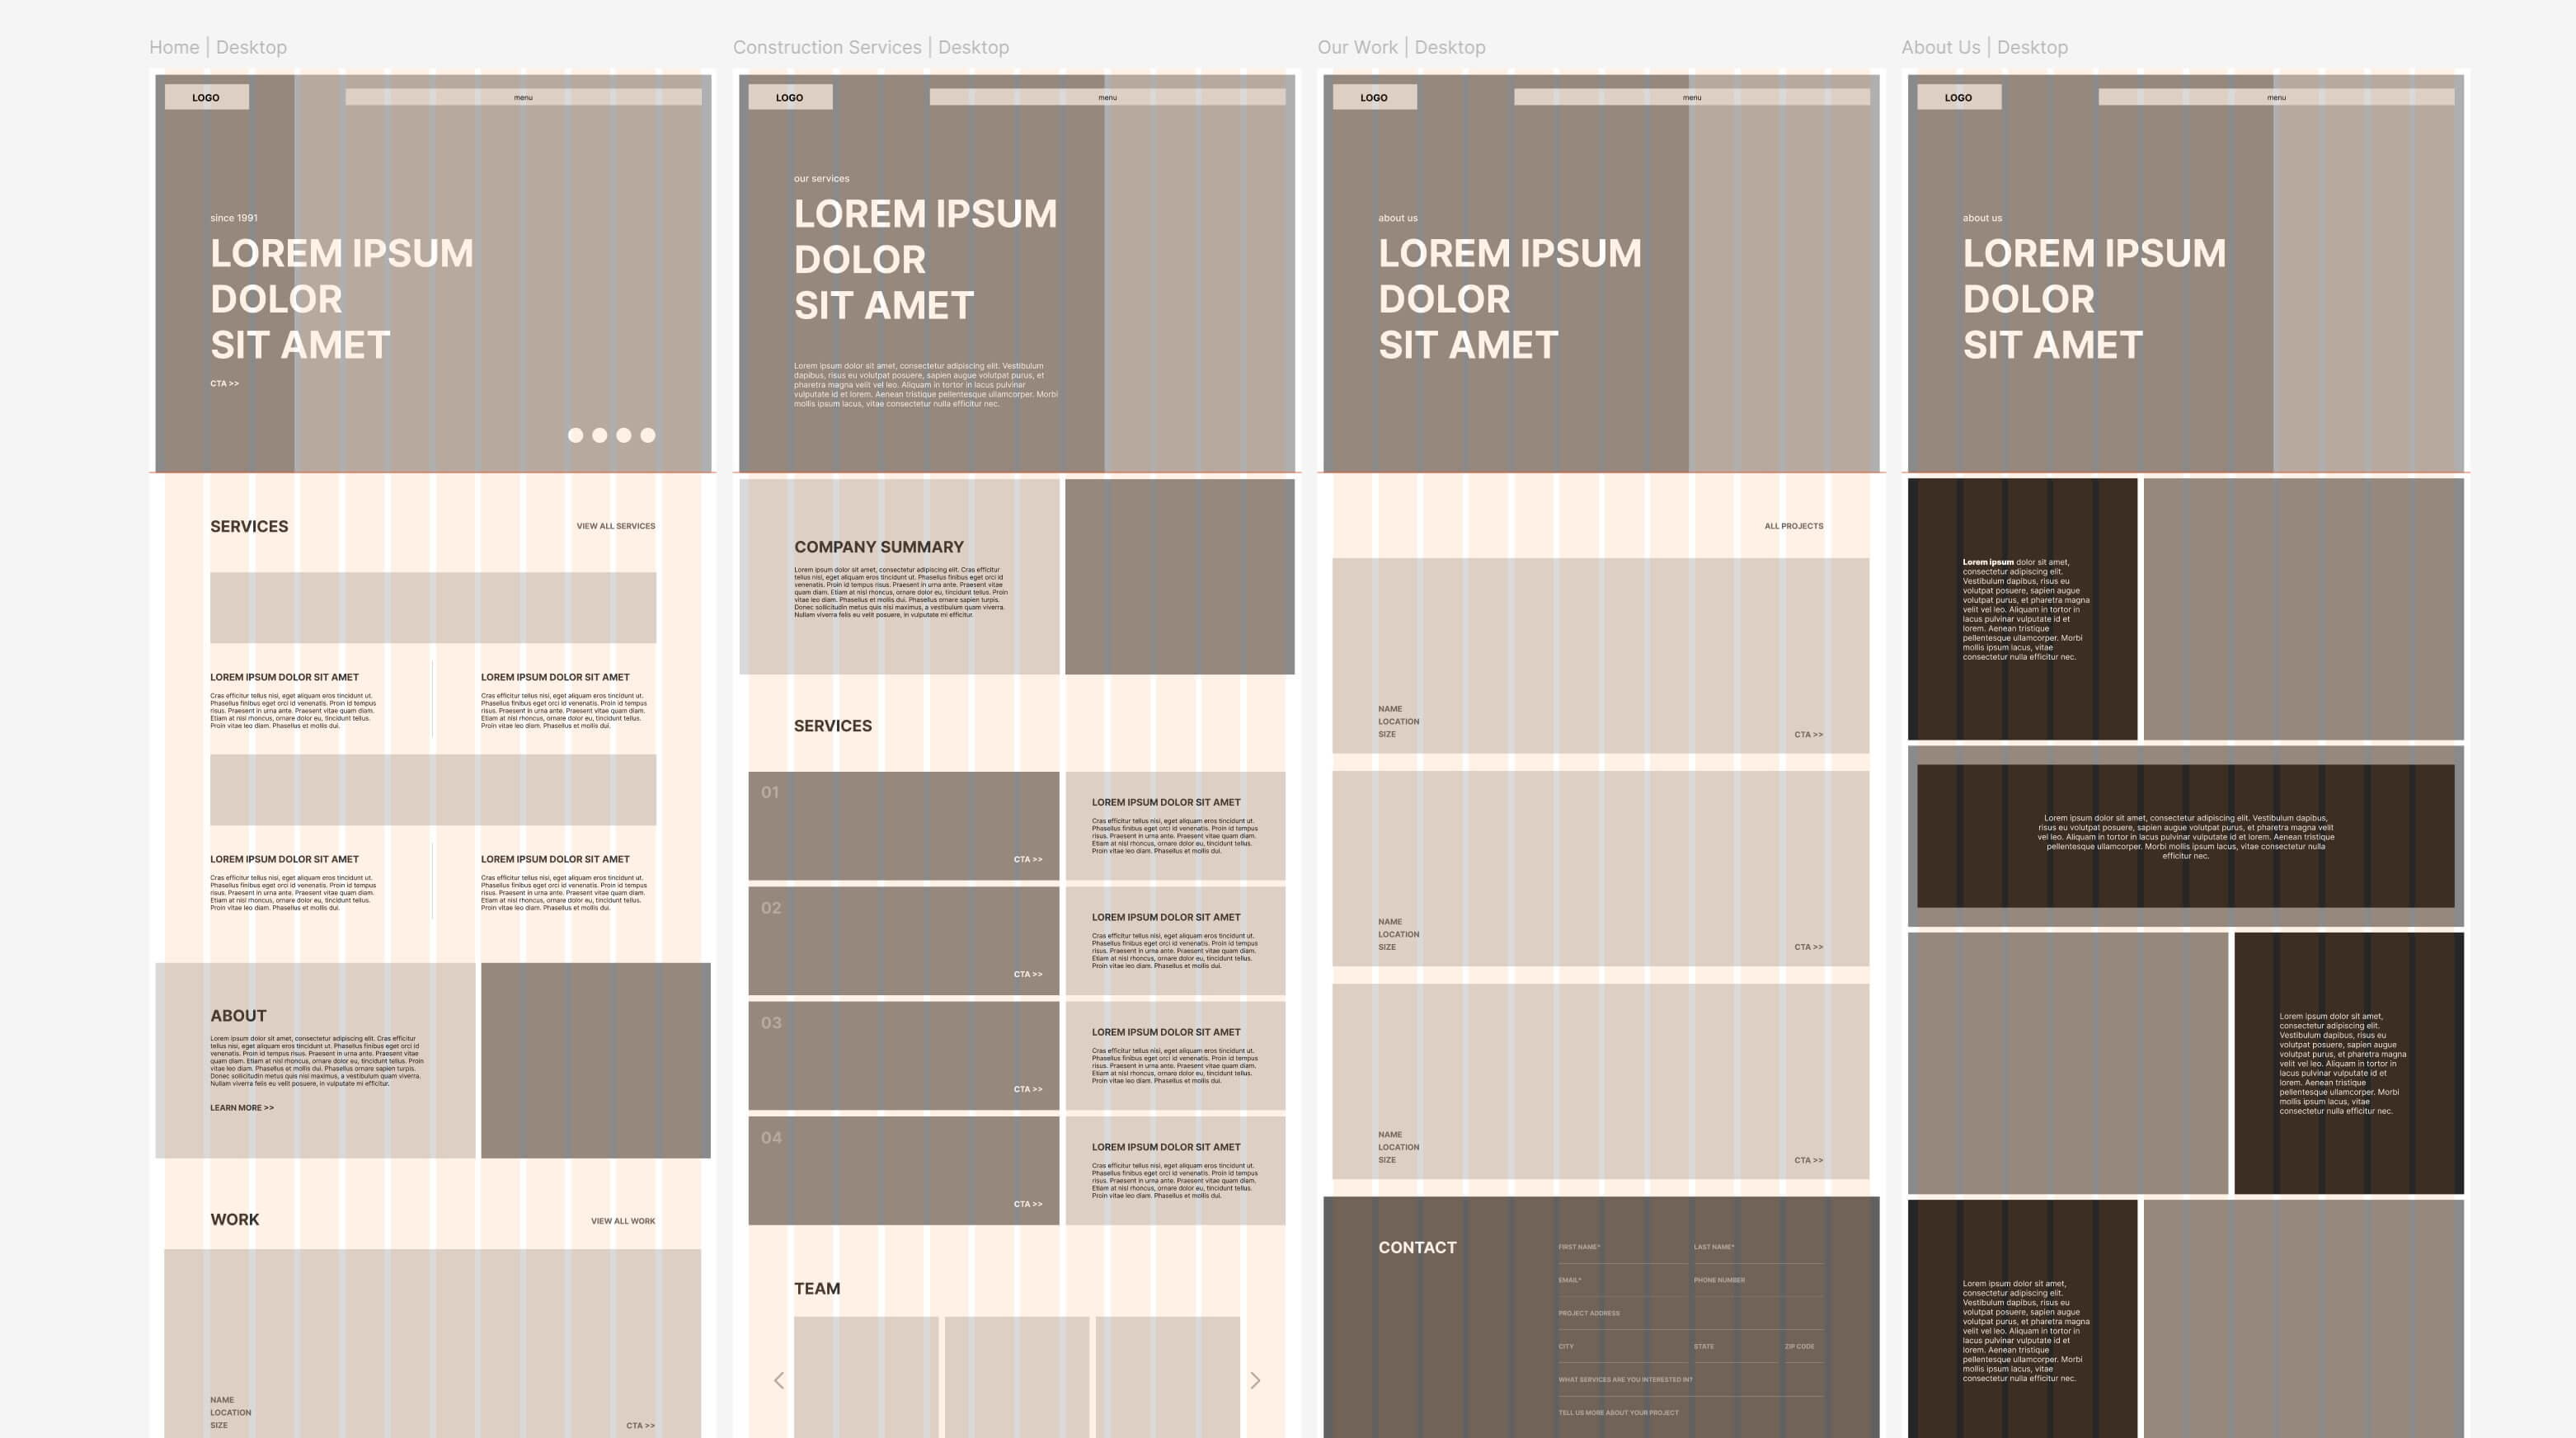 Home | Desktop
LOGO
menu
since 1991
LOREM IPSUM
DOLOR
SIT AMET
CTA >>
SERVICES
VIEW ALL SERVICES
LOREM IPSUM DOLOR SIT AMET
Cras efficitur tellus nisi, eget aliquam eros tincidunt ut.
Phasellus finibus eget orci id venenatis. Proin id tempus
risus. Praesent in urna ante. Praesent vitae quam diam.
Etiam at nisl rhoncus, ornare dolor eu, tincidunt tellus.
Proin vitae leo diam. Phasellus et mollis dui.
LOREM IPSUM DOLOR SIT AMET
Cras efficitur tellus nisi, eget aliquam eros tincidunt ut.
Phasellus finibus eget orci id venenatis. Proin id tempus
risus. Praesent in urna ante. Praesent vitae quam diam.
Etiam at nisl rhoncus, ornare dolor eu, tincidunt tellus.
Proin vitae leo diam. Phasellus et mollis dui.
LOREM IPSUM DOLOR SIT AMET
Cras efficitur tellus nisi, eget aliquam eros tincidunt ut.
Phasellus finibus eget orci id venenatis. Proin id tempus
risus. Praesent in urna ante. Praesent vitae quam diam.
Etiam at nisl rhoncus, ornare dolor eu, tincidunt tellus.
Proin vitae leo diam. Phasellus et mollis dui.
LOREM IPSUM DOLOR SIT AMET
Cras efficitur tellus nisi, eget aliquam eros tincidunt ut.
Phasellus finibus eget orci id venenatis. Proin id tempus
risus. Praesent in urna ante. Praesent vitae quam diam.
Etiam at nisl rhoncus, ornare dolor eu, tincidunt tellus.
Proin vitae leo diam. Phasellus et mollis dui.
ABOUT
Lorem ipsum dolor sit amet, consectetur adipiscing elit. Cras efficitur
tellus nisi, eget aliquam eros tincidunt ut. Phasellus finibus eget orci id
venenatis. Proin id tempus risus. Praesent in urna ante. Praesent vitae
quam diam. Etiam at nisl rhoncus, ornare dolor eu, tincidunt tellus. Proin
vitae leo diam. Phasellus et mollis dui. Phasellus ornare sapien turpis.
Donec sollicitudin metus quis nisi maximus, a vestibulum quam viverra.
Nullam viverra felis eu velit posuere, in vulputate mi efficitur.
LEARN MORE >>
WORK
VIEW ALL WORK
NAME
LOCATION
SIZE
CTA >>
Construction Services | Desktop
LOGO
menu
our services
LOREM IPSUM
DOLOR
SIT AMET
Lorem ipsum dolor sit amet, consectetur adipiscing elit. Vestibulum
dapibus, risus eu volutpat posuere, sapien augue volutpat purus, et
pharetra magna velit vel leo. Aliquam in tortor in lacus pulvinar
vulputate id et lorem. Aenean tristique pellentesque ullamcorper. Morbi
mollis ipsum lacus, vitae consectetur nulla efficitur nec.
COMPANY SUMMARY
Lorem ipsum dolor sit amet, consectetur adipiscing elit. Cras efficitur
tellus nisi, eget aliquam eros tincidunt ut. Phasellus finibus eget orci id
venenatis. Proin id tempus risus. Praesent in urna ante. Praesent vitae
quam diam. Etiam at nisl rhoncus, ornare dolor eu, tincidunt tellus. Proin
vitae leo diam. Phasellus et mollis dui. Phasellus ornare sapien turpis.
Donec sollicitudin metus quis nisi maximus, a vestibulum quam viverra.
Nullam viverra felis eu velit posuere, in vulputate mi efficitur.
SERVICES
01
CTA >>
LOREM IPSUM DOLOR SIT AMET
Cras efficitur tellus nisi, eget aliquam eros tincidunt ut.
Phasellus finibus eget orci id venenatis. Proin id tempus
risus. Praesent in urna ante. Praesent vitae quam diam.
Etiam at nisl rhoncus, ornare dolor eu, tincidunt tellus.
Proin vitae leo diam. Phasellus et mollis dui.
02
CTA >>
LOREM IPSUM DOLOR SIT AMET
Cras efficitur tellus nisi, eget aliquam eros tincidunt ut.
Phasellus finibus eget orci id venenatis. Proin id tempus
risus. Praesent in urna ante. Praesent vitae quam diam.
Etiam at nisl rhoncus, ornare dolor eu, tincidunt tellus.
Proin vitae leo diam. Phasellus et mollis dui.
03
CTA >>
LOREM IPSUM DOLOR SIT AMET
Cras efficitur tellus nisi, eget aliquam eros tincidunt ut.
Phasellus finibus eget orci id venenatis. Proin id tempus
risus. Praesent in urna ante. Praesent vitae quam diam.
Etiam at nisl rhoncus, ornare dolor eu, tincidunt tellus.
Proin vitae leo diam. Phasellus et mollis dui.
04
CTA >>
LOREM IPSUM DOLOR SIT AMET
Cras efficitur tellus nisi, eget aliquam eros tincidunt ut.
Phasellus finibus eget orci id venenatis. Proin id tempus
risus. Praesent in urna ante. Praesent vitae quam diam.
Etiam at nisl rhoncus, ornare dolor eu, tincidunt tellus.
Proin vitae leo diam. Phasellus et mollis dui.
TEAM
Our Work | Desktop
LOGO
menu
about us
LOREM IPSUM
DOLOR
SIT AMET
ALL PROJECTS
NAME
LOCATION
SIZE
CTA >>
NAME
LOCATION
SIZE
CTA >>
NAME
LOCATION
SIZE
CTA >>
CONTACT
FIRST NAME*
LAST NAME*
EMAIL*
PHONE NUMBER
PROJECT ADDRESS
CITY
STATE
ZIP CODE
WHAT SERVICES ARE YOU INTERESTED IN?
TELL US MORE ABOUT YOUR PROJECT
About Us | Desktop
LOGO
menu
about us
LOREM IPSUM
DOLOR
SIT AMET
Lorem ipsum dolor sit amet,
consectetur adipiscing elit.
Vestibulum dapibus, risus eu
volutpat posuere, sapien augue
volutpat purus, et pharetra magna
velit vel leo. Aliquam in tortor in
lacus pulvinar vulputate id et
lorem. Aenean tristique
pellentesque ullamcorper. Morbi
mollis ipsum lacus, vitae
consectetur nulla efficitur nec.
Lorem ipsum dolor sit amet, consectetur adipiscing elit. Vestibulum dapibus,
risus eu volutpat posuere, sapien augue volutpat purus, et pharetra magna velit
vel leo. Aliquam in tortor in lacus pulvinar vulputate id et lorem. Aenean tristique
pellentesque ullamcorper. Morbi mollis ipsum lacus, vitae consectetur nulla
efficitur nec.
Lorem ipsum dolor sit amet,
consectetur adipiscing elit.
Vestibulum dapibus, risus eu
volutpat posuere, sapien augue
volutpat purus, et pharetra magna
velit vel leo. Aliquam in tortor in
lacus pulvinar vulputate id et
lorem. Aenean tristique
pellentesque ullamcorper. Morbi
mollis ipsum lacus, vitae
consectetur nulla efficitur nec.
Lorem ipsum dolor sit amet,
consectetur adipiscing elit.
Vestibulum dapibus, risus eu
volutpat posuere, sapien augue
volutpat purus, et pharetra magna
velit vel leo. Aliquam in tortor in
lacus pulvinar vulputate id et
lorem. Aenean tristique
pellentesque ullamcorper. Morbi
mollis ipsum lacus, vitae
consectetur nulla efficitur nec.